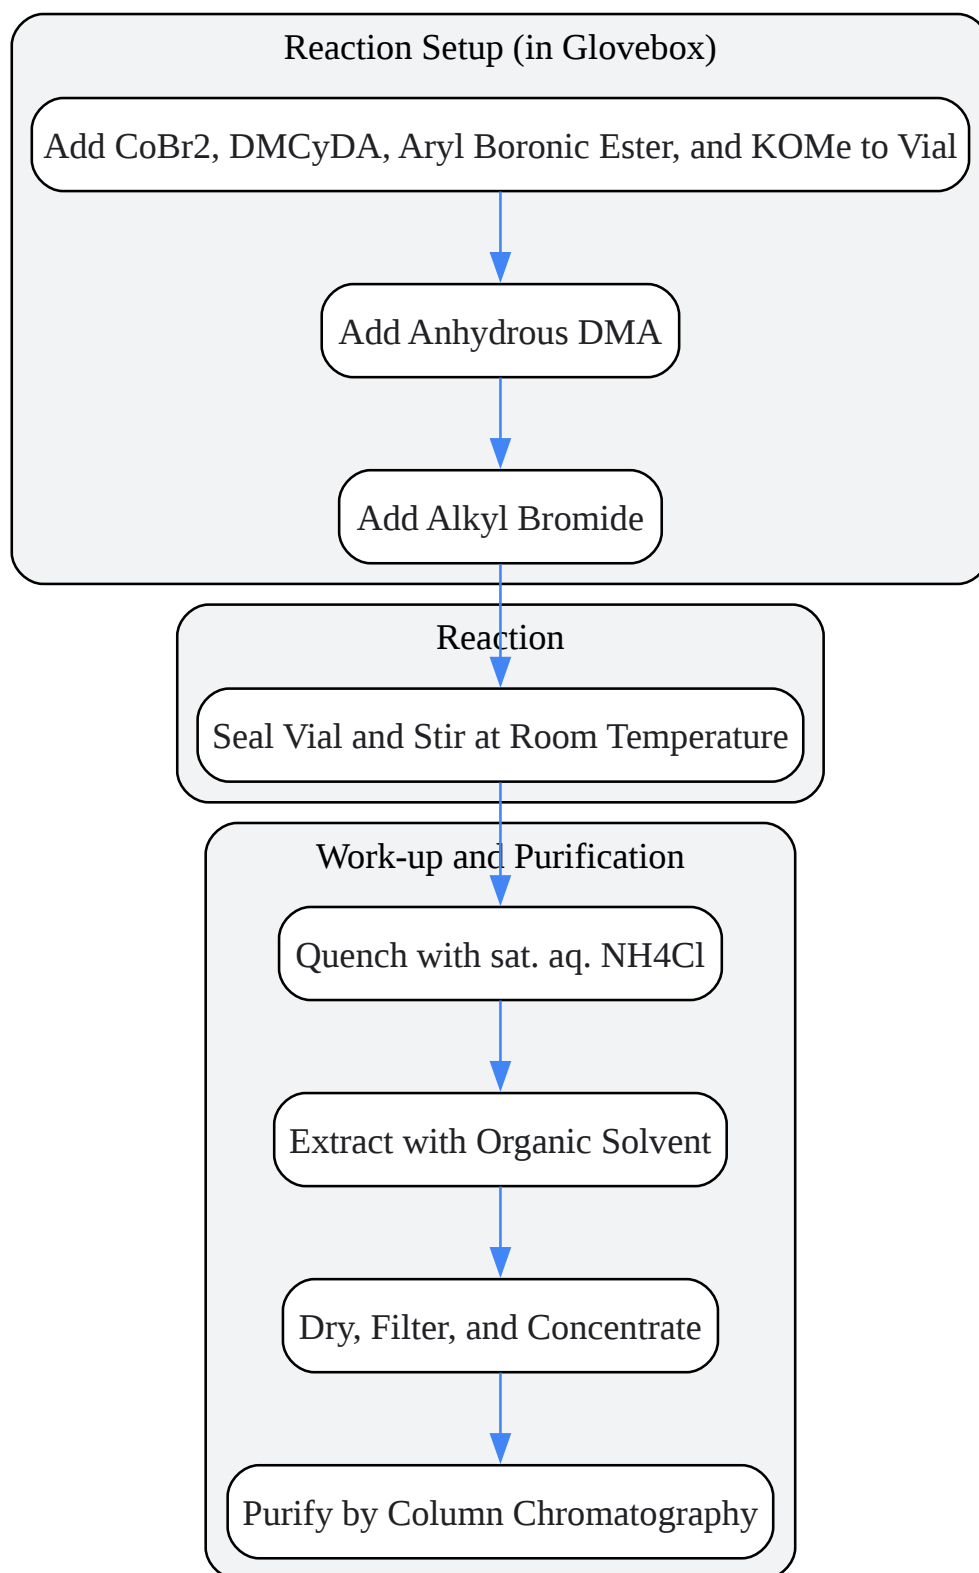 Reaction Setup (in Glovebox)
Add CoBr2, DMCyDA, Aryl Boronic Ester, and KOMe to Vial
Add Anhydrous DMA
Add Alkyl Bromide
Reaction
Seal Vial and Stir at Room Temperature
Work-up and Purification
Quench with sat. aq. NH4Cl
Extract with Organic Solvent
Dry, Filter, and Concentrate
Purify by Column Chromatography